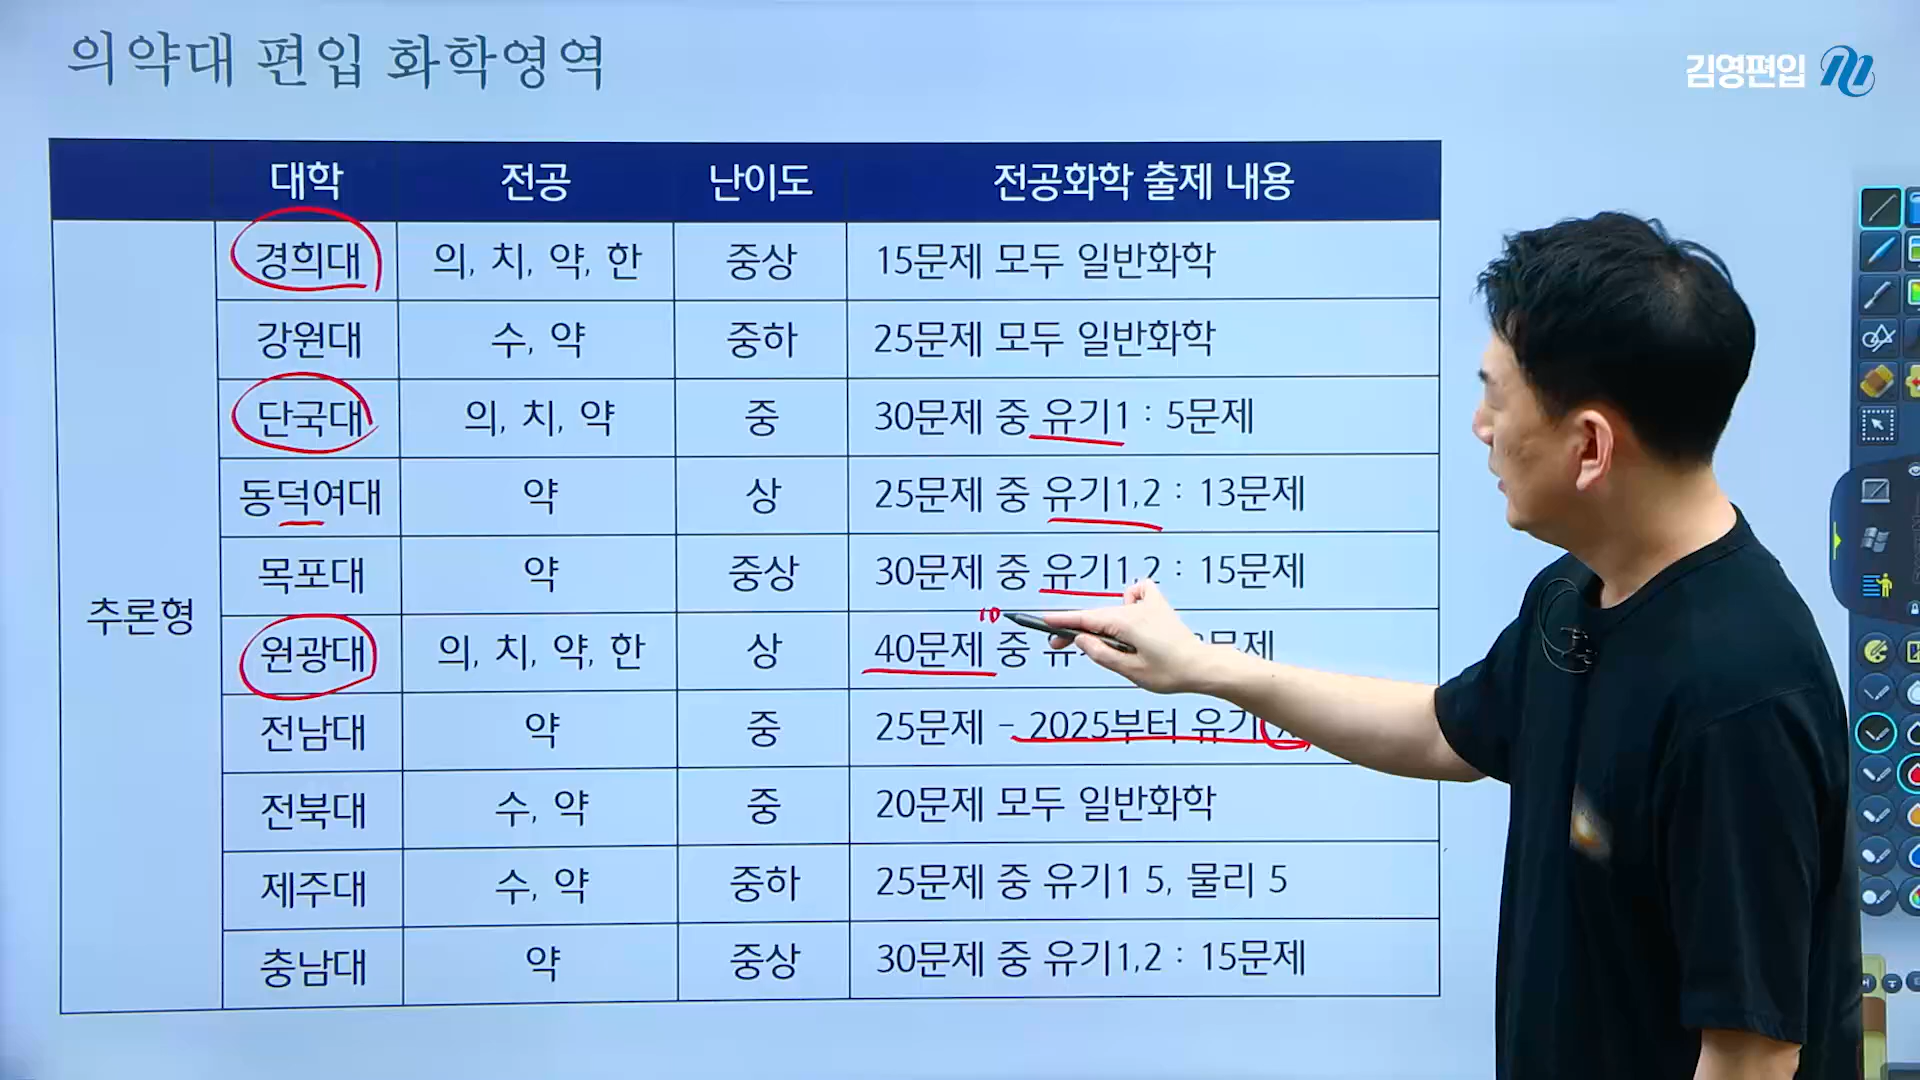 의약대 편입 화학영역
김영편입
대학 전공 난이도 전공화학 출제 내용
추론형
경희대 의, 치, 약, 한 중상 15문제 모두 일반화학
강원대 수, 약 중하 25문제 모두 일반화학
단국대 의, 치, 약 중 30문제 중 유기1 : 5문제
동덕여대 약 상 25문제 중 유기1,2 : 13문제
목포대 약 중상 30문제 중 유기1,2 : 15문제
10
원광대 의, 치, 약, 한 상 40문제 중
전남대 약 중 25문제 - 2025부터 유기
전북대 수, 약 중 20문제 모두 일반화학
제주대 수, 약 중하 25문제 중 유기1 5, 물리 5
충남대 약 중상 30문제 중 유기1,2 : 15문제